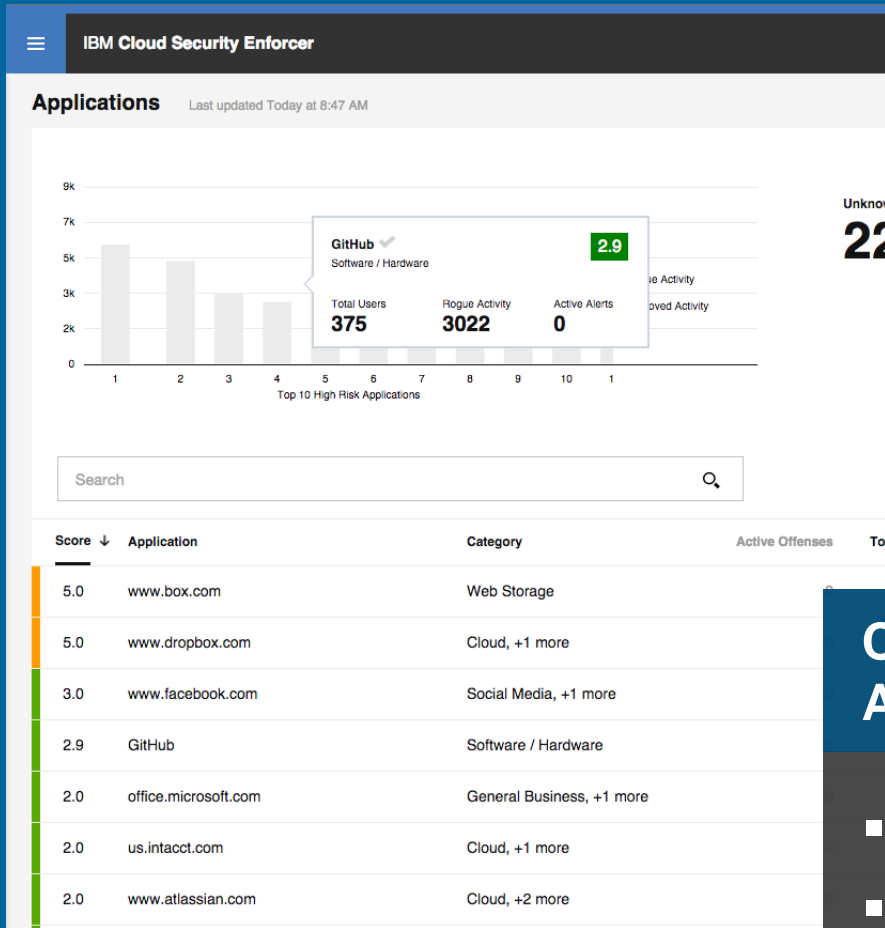 IBM Cloud Security Enforcer
Applications Last updated Today at 8:47 AM
9k
7k
5k
3k
2k
0
GitHub 2.9
Software / Hardware
Total Users Rogue Activity Active Alerts
375 3022 0
Activity
Activity
1 2 3 4 5 6 7 8 9 10 1
Top 10 High Risk Applications
22
Search
Score Application Category Active Offenses
5.0 www.box.com Web Storage
5.0 www.dropbox.com Cloud, +1 more
3.0 www.facebook.com Social Media, +1 more
2.9 GitHub Software / Hardware
2.0 office.microsoft.com General Business, +1 more
2.0 us.intacct.com Cloud, +1 more
2.0 www.atlassian.com Cloud, +2 more